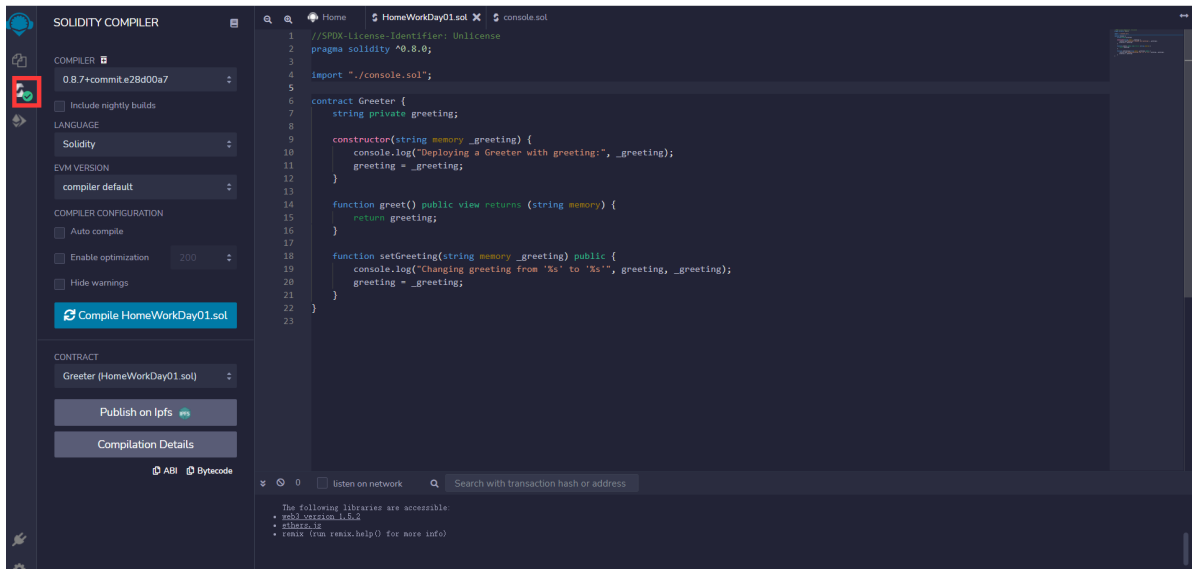 SOLIDITY COMPILER
COMPILER
0.8.7+commit.e28d00a7
Include nightly builds
LANGUAGE
Solidity
EVM VERSION
compiler default
COMPILER CONFIGURATION
Auto compile
Enable optimization 200
Hide warnings
Compile HomeWorkDay01.sol
CONTRACT
Greeter (HomeWorkDay01.sol)
Publish on Ipfs
Compilation Details
ABI Bytecode
Home HomeWorkDay01.sol console.sol
1 //SPDX-License-Identifier: Unlicense
2 pragma solidity ^0.8.0;
3
4 import "./console.sol";
5
6 contract Greeter {
7 string private greeting;
8
9 constructor(string memory _greeting) {
10 console.log("Deploying a Greeter with greeting:", _greeting);
11 greeting = _greeting;
12 }
13
14 function greet() public view returns (string memory) {
15 return greeting;
16 }
17
18 function setGreeting(string memory _greeting) public {
19 console.log("Changing greeting from '%s' to '%s'", greeting, _greeting);
20 greeting = _greeting;
21 }
22 }
23
0 listen on network Search with transaction hash or address
The following libraries are accessible:
• web3 version 1.5.2
• ethers.js
• remix (run remix.help() for more info)